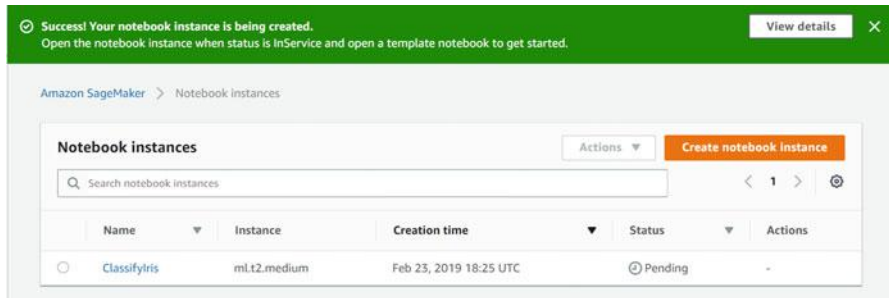 Success! Your notebook instance is being created.
View details
Open the notebook instance when status is InService and open a template notebook to get started.
Amazon SageMaker > Notebook instances
Notebook instances
Actions
Create notebook instance
Search notebook instances
< 1 >
Name Instance Creation time Status Actions
ClassifyIris ml.t2.medium Feb 23, 2019 18:25 UTC Pending -